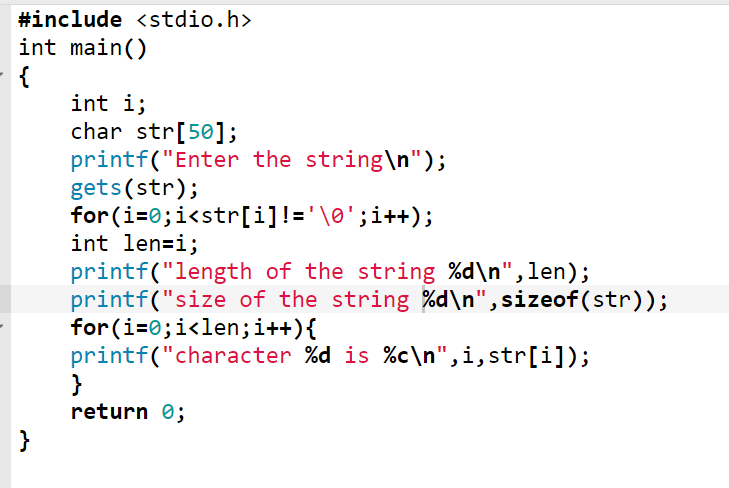 #include <stdio.h>
int main()
{
    int i;
    char str[50];
    printf("Enter the string\n");
    gets(str);
    for(i=0;i<str[i]!='\0';i++);
    int len=i;
    printf("length of the string %d\n",len);
    printf("size of the string %d\n",sizeof(str));
    for(i=0;i<len;i++){
    printf("character %d is %c\n",i,str[i]);
    }
    return 0;
}